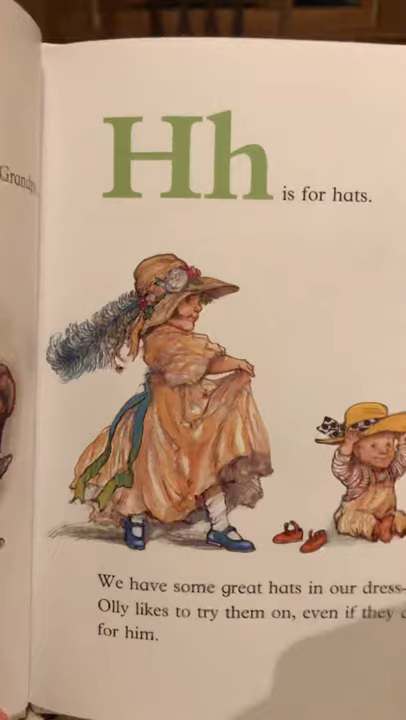 Hh is for hats.
We have some great hats in our dress-
Olly likes to try them on, even if they
for him.